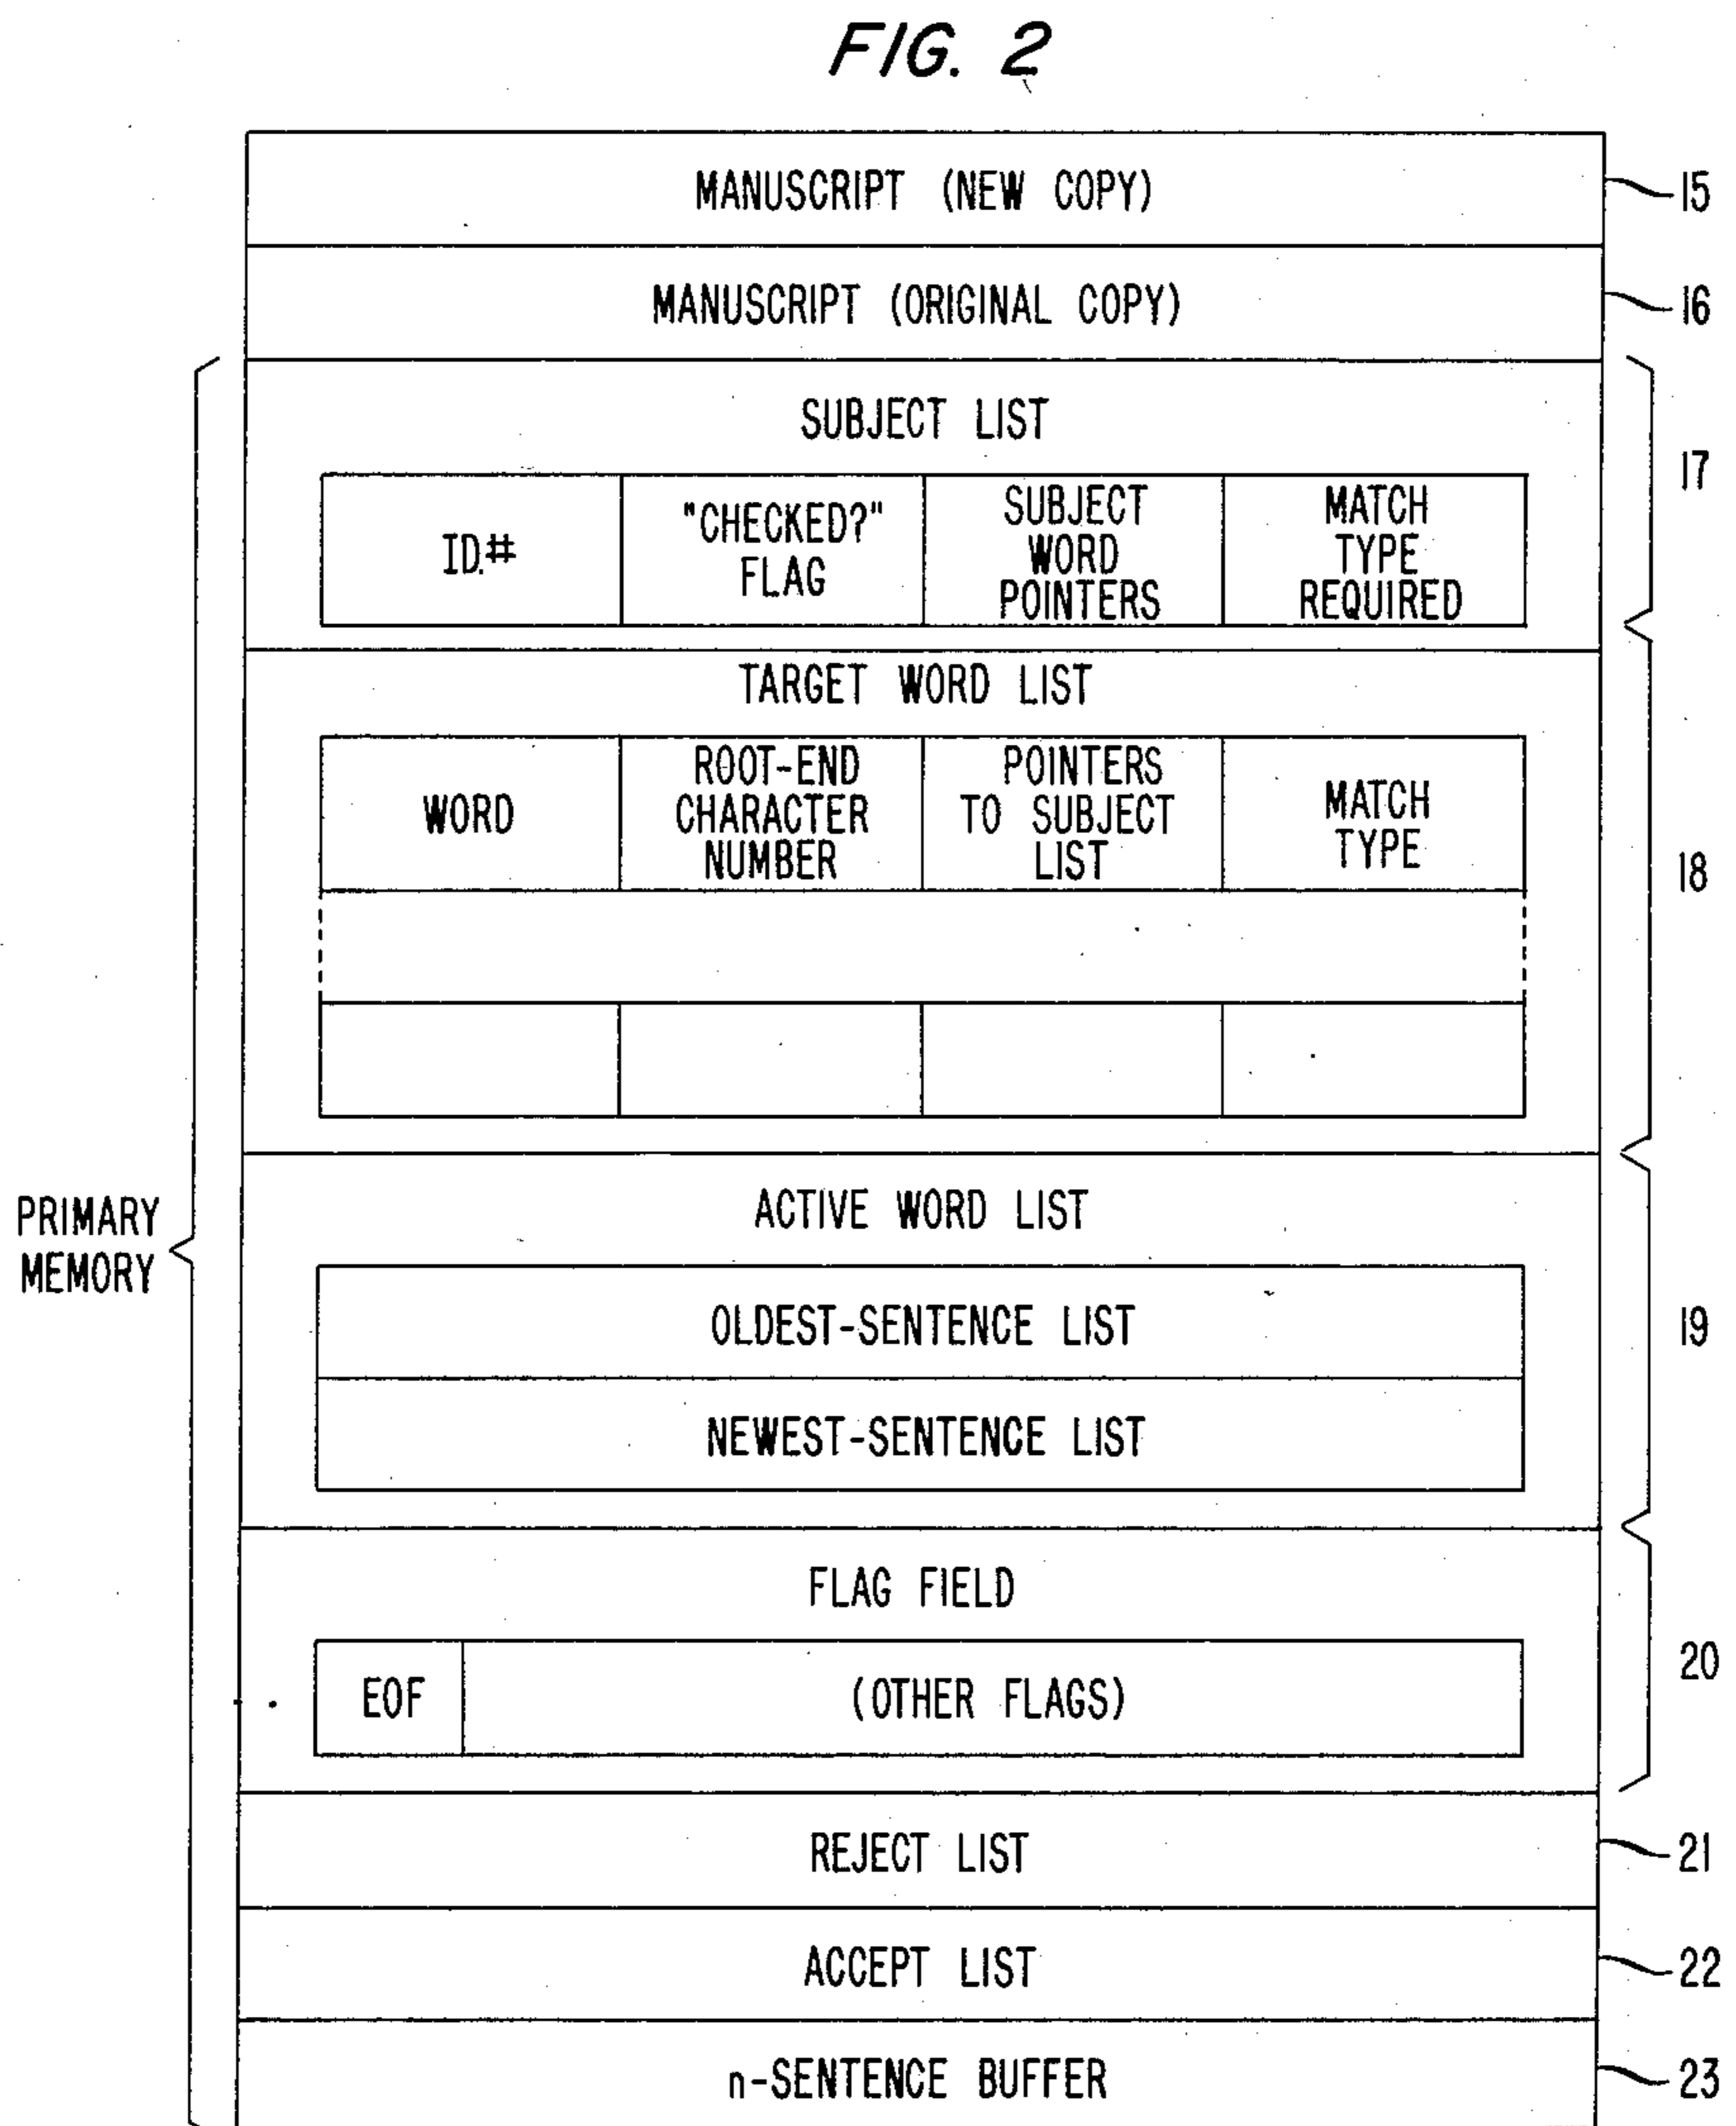 FIG. 2
MANUSCRIPT (NEW COPY)
15
MANUSCRIPT (ORIGINAL COPY)
16
SUBJECT LIST
17
ID.#
"CHECKED?"
FLAG
SUBJECT
WORD
POINTERS
MATCH
TYPE
REQUIRED
TARGET WORD LIST
WORD
ROOT-END
CHARACTER
NUMBER
POINTERS
TO SUBJECT
LIST
MATCH
TYPE
18
PRIMARY
MEMORY
ACTIVE WORD LIST
OLDEST-SENTENCE LIST
19
NEWEST-SENTENCE LIST
FLAG FIELD
EOF
(OTHER FLAGS)
20
REJECT LIST
21
ACCEPT LIST
22
n-SENTENCE BUFFER
23